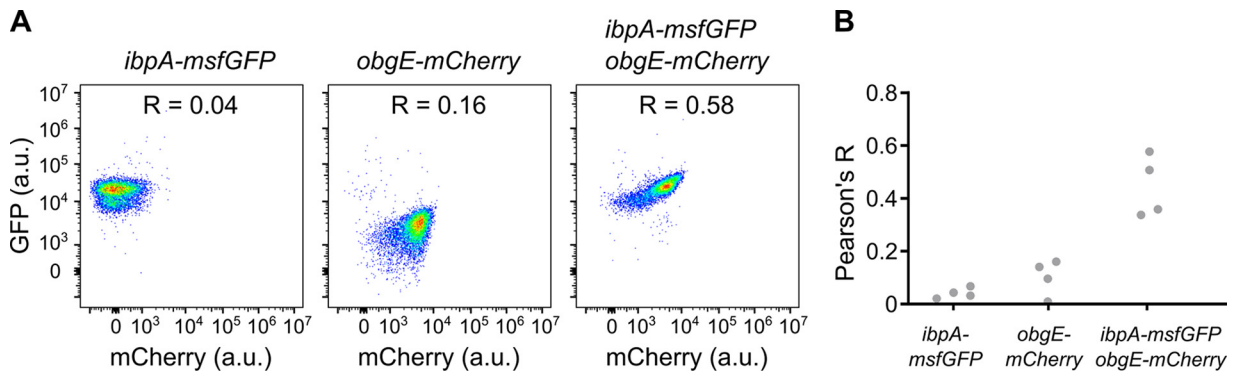 A
ibpA-msfGFP
obgE-mCherry
ibpA-msfGFP
obgE-mCherry
R = 0.04
R = 0.16
R = 0.58
10⁷
10⁶
10⁵
10⁴
10³
0
GFP (a.u.)
0 10³ 10⁴ 10⁵ 10⁶ 10⁷
0 10³ 10⁴ 10⁵ 10⁶ 10⁷
0 10³ 10⁴ 10⁵ 10⁶ 10⁷
mCherry (a.u.)
mCherry (a.u.)
mCherry (a.u.)
B
0.8
0.6
0.4
0.2
0
Pearson's R
ibpA-
msfGFP
obgE-
mCherry
ibpA-msfGFP
obgE-mCherry